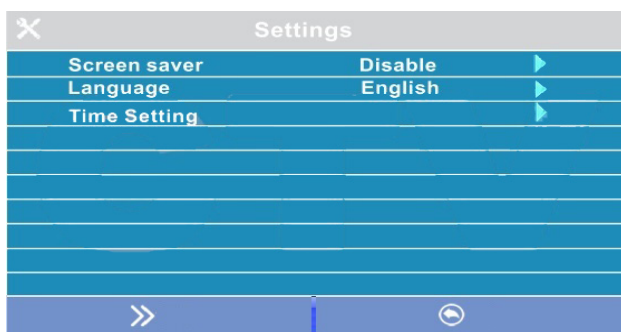 Settings
Screen saver Disable
Language English
Time Setting